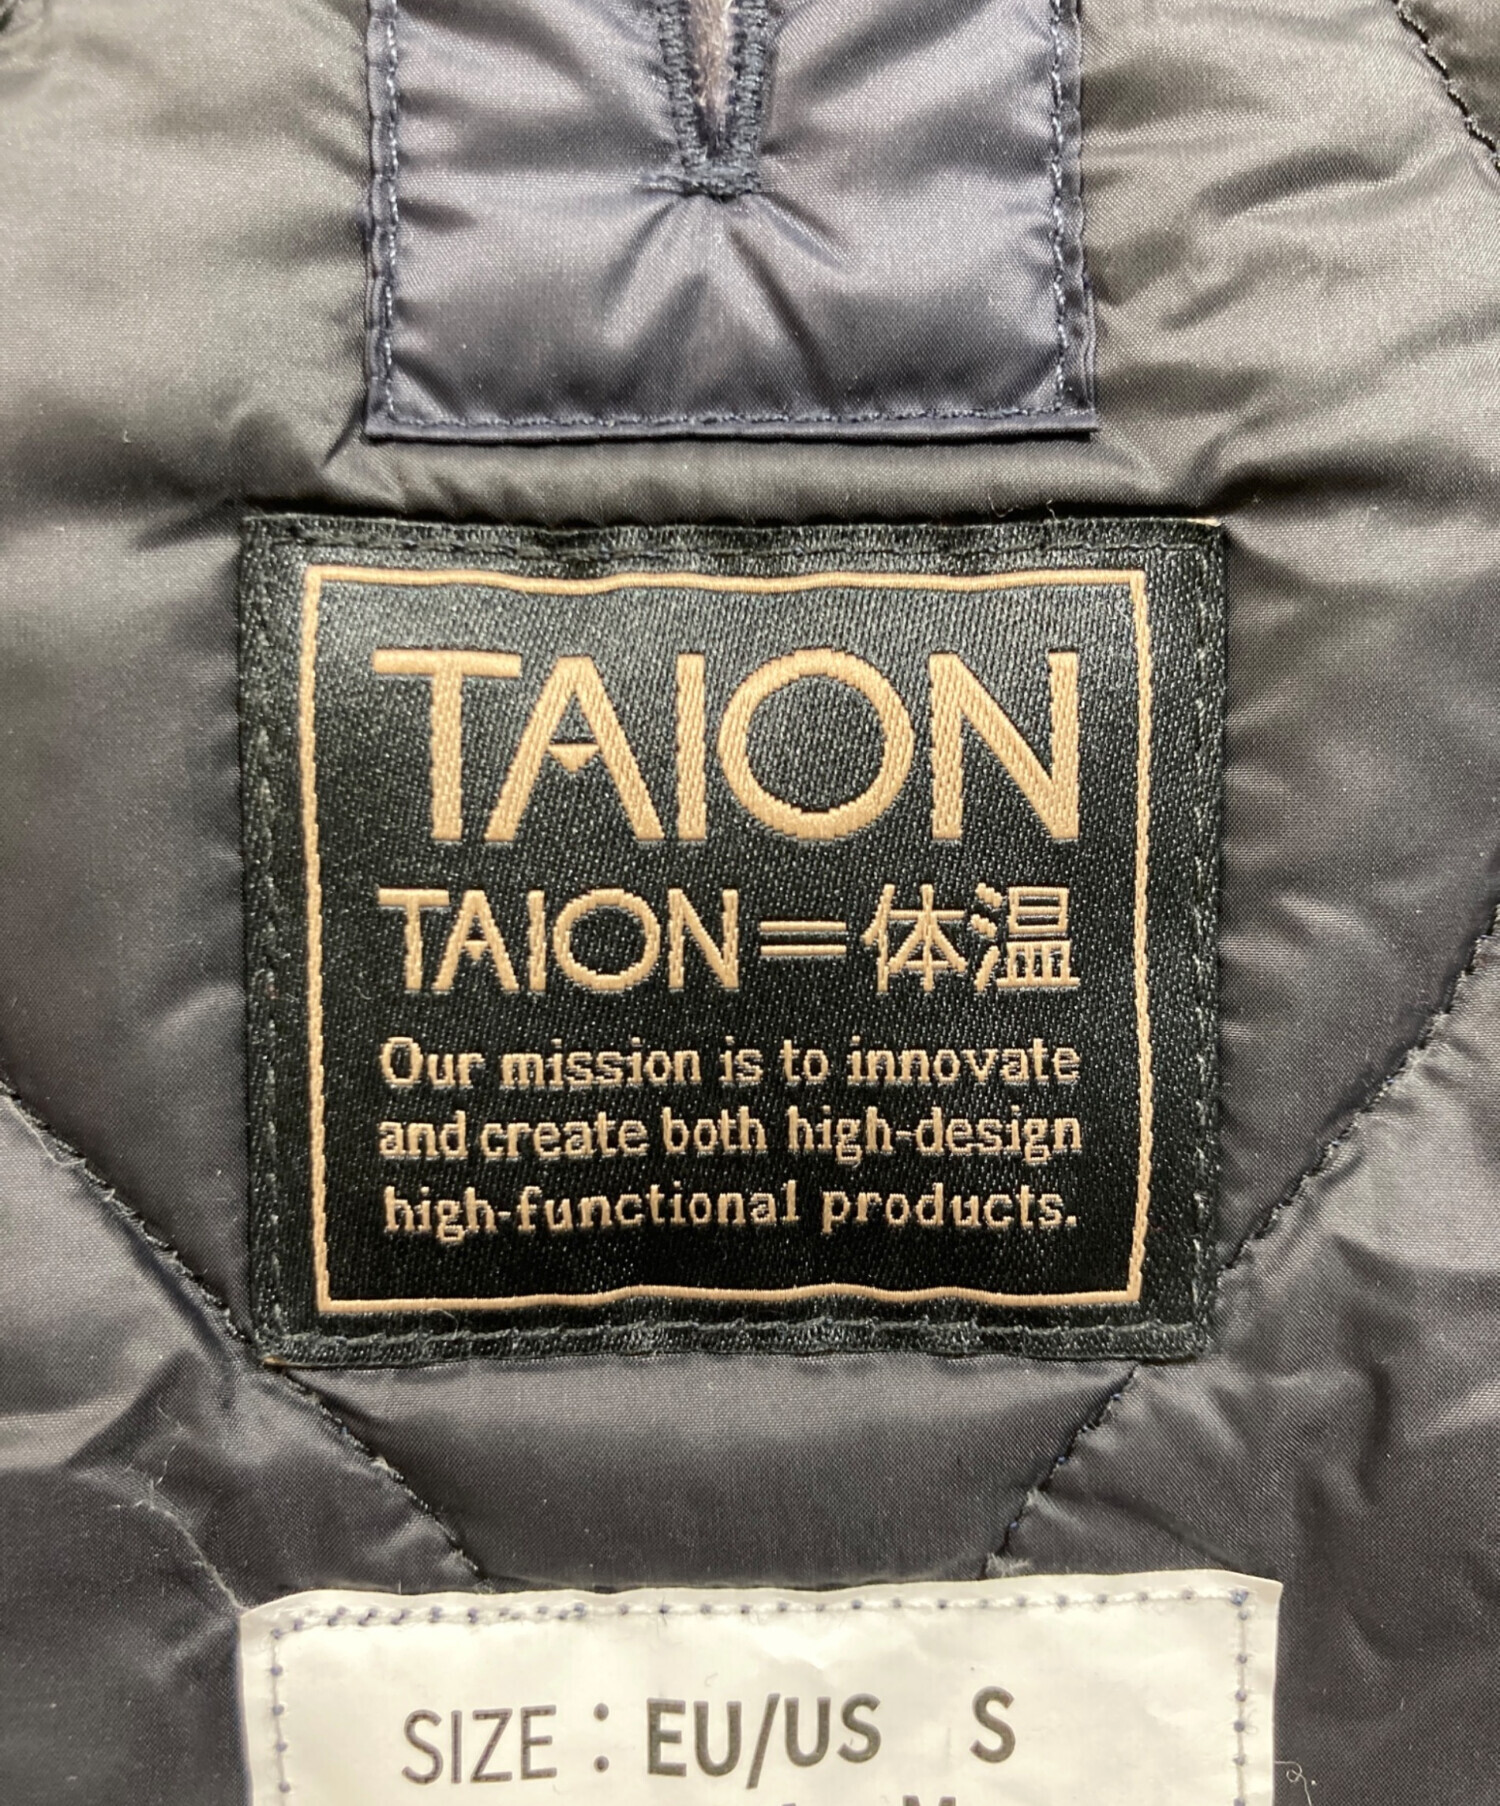 TAION
TAION=体温
Our mission is to innovate
and create both high-design
high-functional products.
SIZE : EU/US S